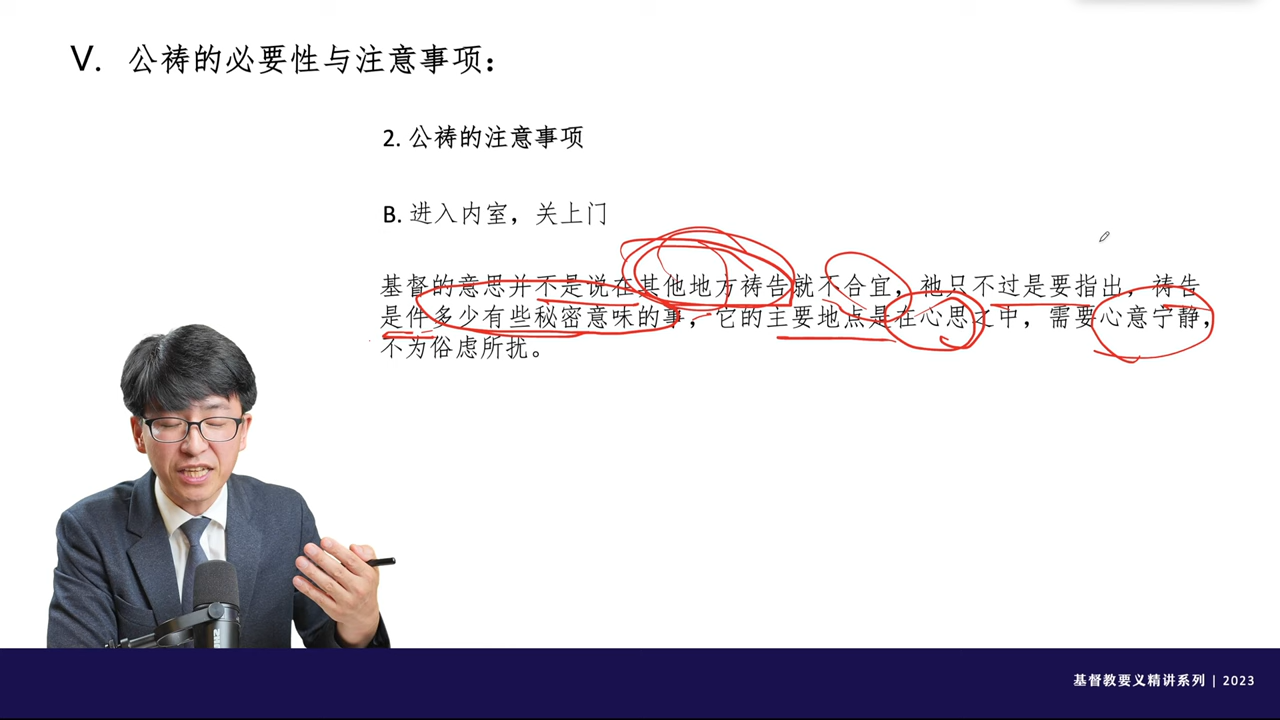 V. 公祷的必要性与注意事项：
2. 公祷的注意事项
B. 进入内室，关上门
基督的意思并不是说在其他地方祷告就不合宜，祂只不过是要指出，祷告
是件多少有些秘密意味的事，它的主要地点是在心思之中，需要心意宁静，
不为俗虑所扰。
基督教要义精讲系列 | 2023